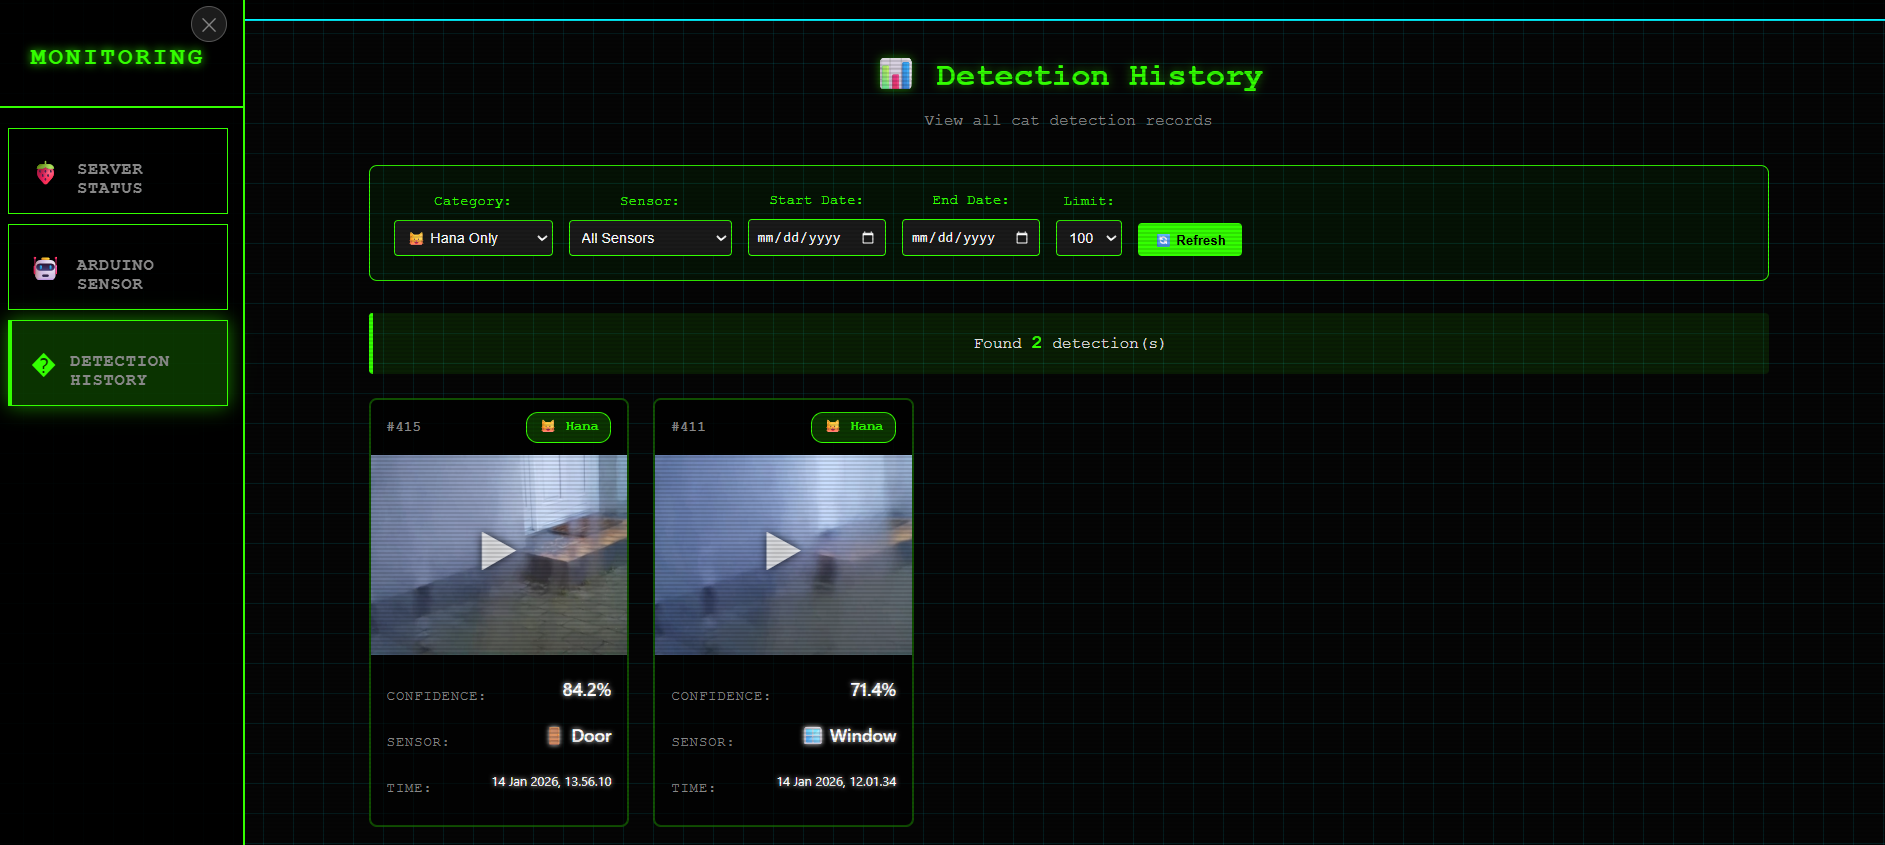 MONITORING
SERVER
STATUS
ARDUINO
SENSOR
DETECTION
HISTORY
Detection History
View all cat detection records
Category:
Hana Only
Sensor:
All Sensors
Start Date:
mm/dd/yyyy
End Date:
mm/dd/yyyy
Limit:
100
Refresh
Found 2 detection(s)
#415
Hana
CONFIDENCE: 84.2%
SENSOR: Door
TIME: 14 Jan 2026, 13.56.10
#411
Hana
CONFIDENCE: 71.4%
SENSOR: Window
TIME: 14 Jan 2026, 12.01.34